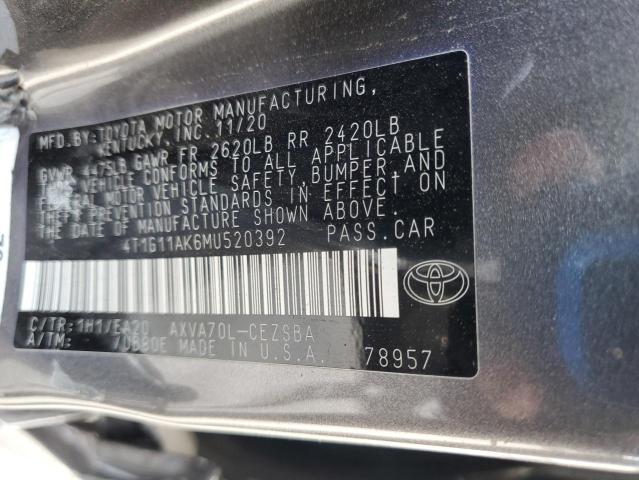 MFD. BY: TOYOTA MOTOR MANUFACTURING,
KENTUCKY, INC. 11/20
GVWR 4475LB GAWR FR 2620LB RR 2420LB
THIS VEHICLE CONFORMS TO ALL APPLICABLE
FEDERAL MOTOR VEHICLE SAFETY, BUMPER AND
THEFT PREVENTION STANDARDS IN EFFECT ON
THE DATE OF MANUFACTURE SHOWN ABOVE.
4T1G11AK6MU520392 PASS.CAR
C/TR: 1H1/EA20 AXVA70L-CEZSBA
A/TM: MADE IN U.S.A. 78957